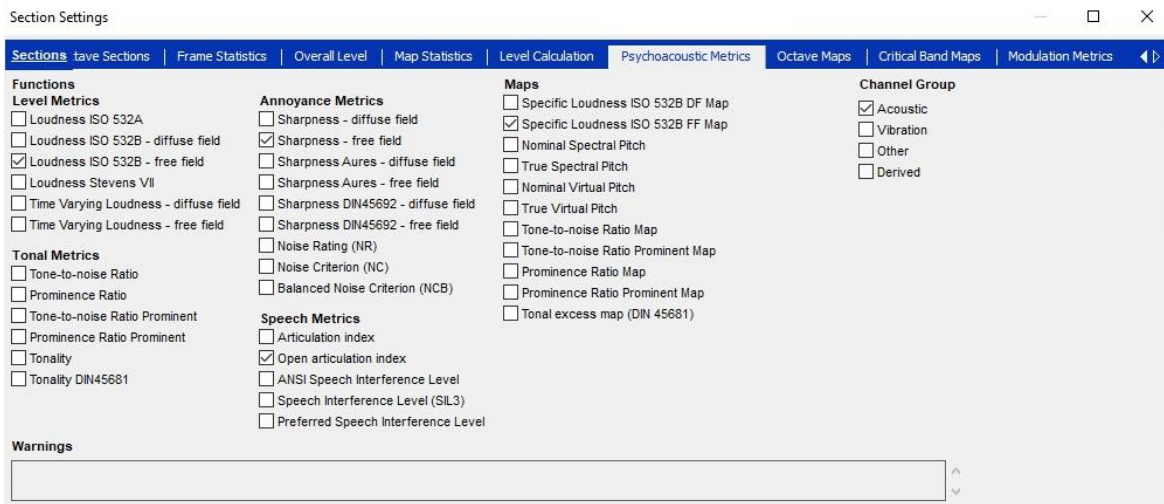 Section Settings
Sections tave Sections Frame Statistics Overall Level Map Statistics Level Calculation Psychoacoustic Metrics Octave Maps Critical Band Maps Modulation Metrics
Functions
Level Metrics
Loudness ISO 532A
Loudness ISO 532B - diffuse field
Loudness ISO 532B - free field
Loudness Stevens VII
Time Varying Loudness - diffuse field
Time Varying Loudness - free field
Tonal Metrics
Tone-to-noise Ratio
Prominence Ratio
Tone-to-noise Ratio Prominent
Prominence Ratio Prominent
Tonality
Tonality DIN45681
Annoyance Metrics
Sharpness - diffuse field
Sharpness - free field
Sharpness Aures - diffuse field
Sharpness Aures - free field
Sharpness DIN45692 - diffuse field
Sharpness DIN45692 - free field
Noise Rating (NR)
Noise Criterion (NC)
Balanced Noise Criterion (NCB)
Speech Metrics
Articulation index
Open articulation index
ANSI Speech Interference Level
Speech Interference Level (SIL3)
Preferred Speech Interference Level
Maps
Specific Loudness ISO 532B DF Map
Specific Loudness ISO 532B FF Map
Nominal Spectral Pitch
True Spectral Pitch
Nominal Virtual Pitch
True Virtual Pitch
Tone-to-noise Ratio Map
Tone-to-noise Ratio Prominent Map
Prominence Ratio Map
Prominence Ratio Prominent Map
Tonal excess map (DIN 45681)
Channel Group
Acoustic
Vibration
Other
Derived
Warnings